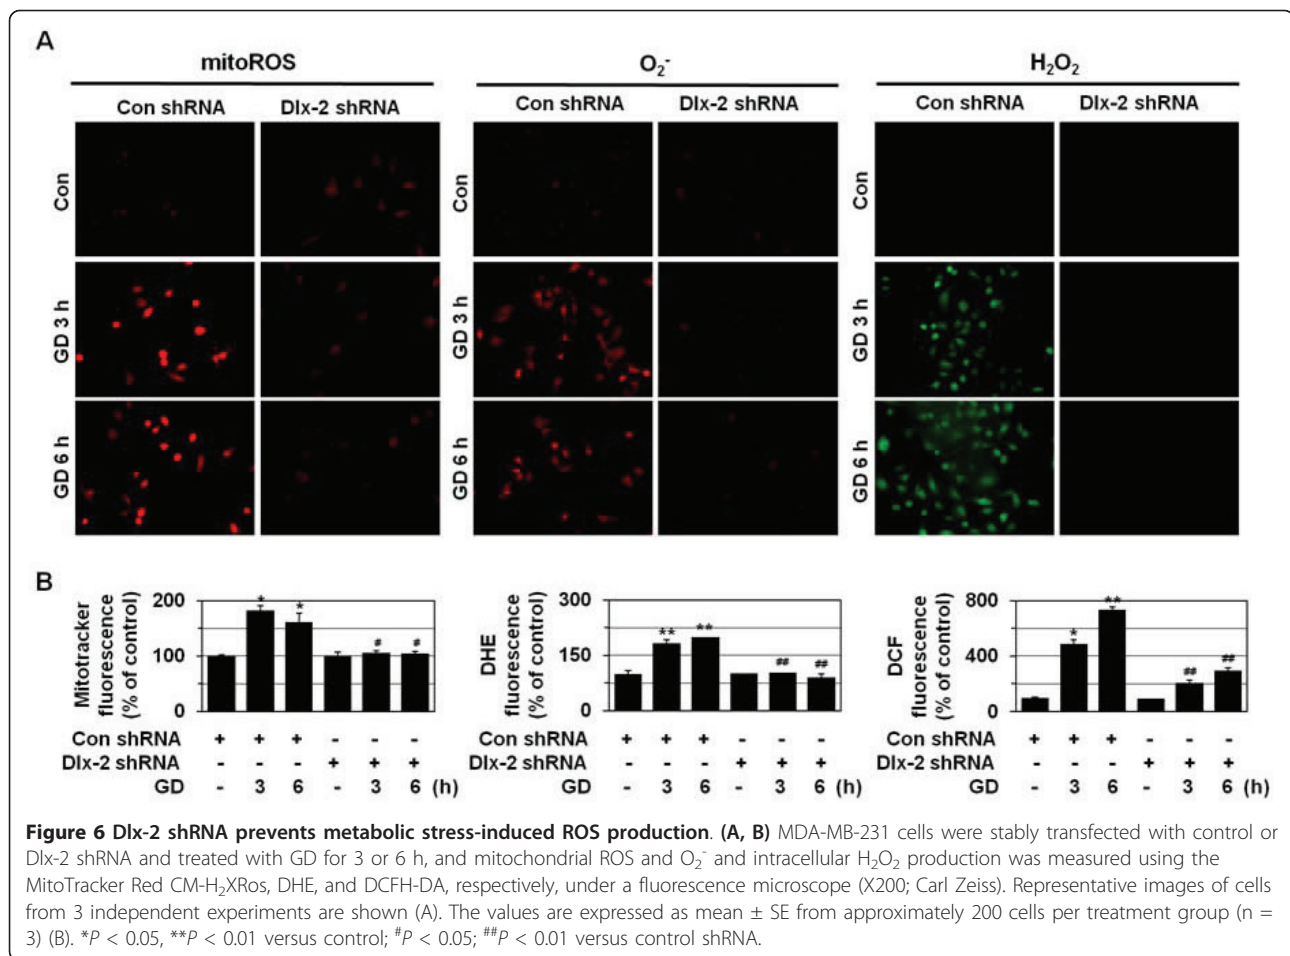 A
mitoROS O₂⁻ H₂O₂
Con shRNA Dlx-2 shRNA Con shRNA Dlx-2 shRNA Con shRNA Dlx-2 shRNA
Con Con Con
GD 3 h GD 3 h GD 3 h
GD 6 h GD 6 h GD 6 h
B
Mitotracker fluorescence (% of control)
200
100
0
* * # #
DHE fluorescence (% of control)
300
150
0
** ** ## ##
DCF fluorescence (% of control)
800
400
0
* ** ## ##
Con shRNA + + + - - -
Dlx-2 shRNA - - - + + +
GD - 3 6 - 3 6 (h)
Con shRNA + + + - - -
Dlx-2 shRNA - - - + + +
GD - 3 6 - 3 6 (h)
Con shRNA + + + - - -
Dlx-2 shRNA - - - + + +
GD - 3 6 - 3 6 (h)
Figure 6 Dlx-2 shRNA prevents metabolic stress-induced ROS production. (A, B) MDA-MB-231 cells were stably transfected with control or
Dlx-2 shRNA and treated with GD for 3 or 6 h, and mitochondrial ROS and O₂⁻ and intracellular H₂O₂ production was measured using the
MitoTracker Red CM-H₂XRos, DHE, and DCFH-DA, respectively, under a fluorescence microscope (X200; Carl Zeiss). Representative images of cells
from 3 independent experiments are shown (A). The values are expressed as mean ± SE from approximately 200 cells per treatment group (n =
3) (B). *P < 0.05, **P < 0.01 versus control; #P < 0.05; ##P < 0.01 versus control shRNA.